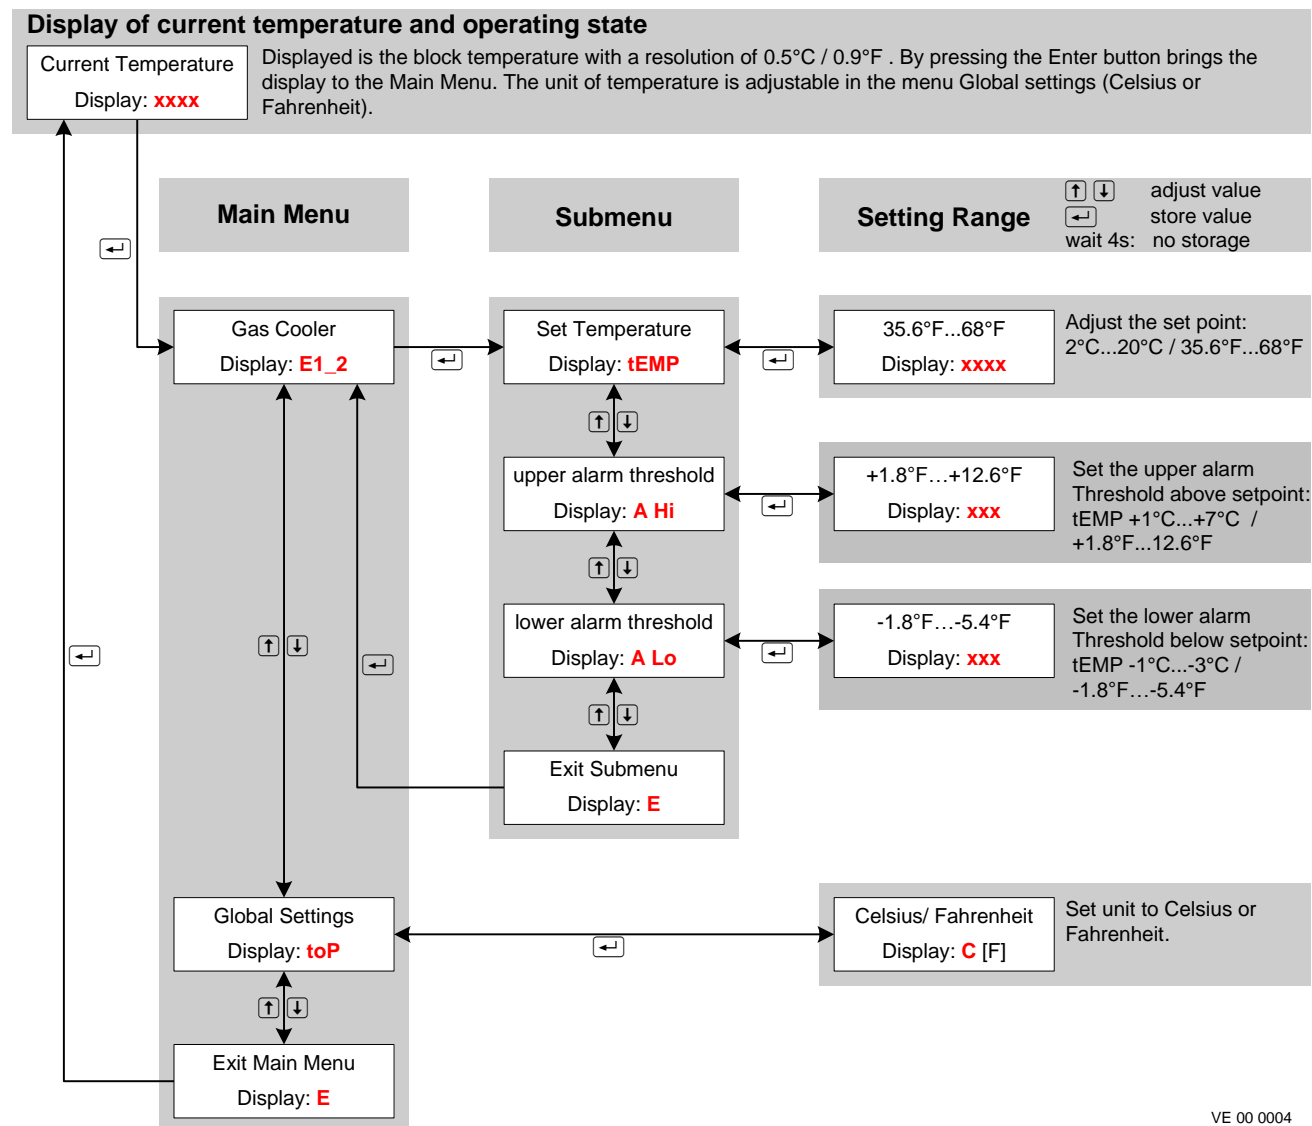 Display of current temperature and operating state
Current Temperature
Display: xxxx
Displayed is the block temperature with a resolution of 0.5°C / 0.9°F . By pressing the Enter button brings the
display to the Main Menu. The unit of temperature is adjustable in the menu Global settings (Celsius or
Fahrenheit).
Main Menu
Submenu
Setting Range
↑ ↓ adjust value
↵ store value
wait 4s: no storage
↵
Gas Cooler
Display: E1_2
↵
Set Temperature
Display: tEMP
↵
35.6°F...68°F
Display: xxxx
Adjust the set point:
2°C...20°C / 35.6°F...68°F
↑ ↓
upper alarm threshold
Display: A Hi
↵
+1.8°F…+12.6°F
Display: xxx
Set the upper alarm
Threshold above setpoint:
tEMP +1°C...+7°C /
+1.8°F...12.6°F
↑ ↓
lower alarm threshold
Display: A Lo
↵
-1.8°F…-5.4°F
Display: xxx
Set the lower alarm
Threshold below setpoint:
tEMP -1°C...-3°C /
-1.8°F…-5.4°F
↵
↑ ↓
↵
↑ ↓
Exit Submenu
Display: E
Global Settings
Display: toP
↵
Celsius/ Fahrenheit
Display: C [F]
Set unit to Celsius or
Fahrenheit.
↑ ↓
Exit Main Menu
Display: E
VE 00 0004